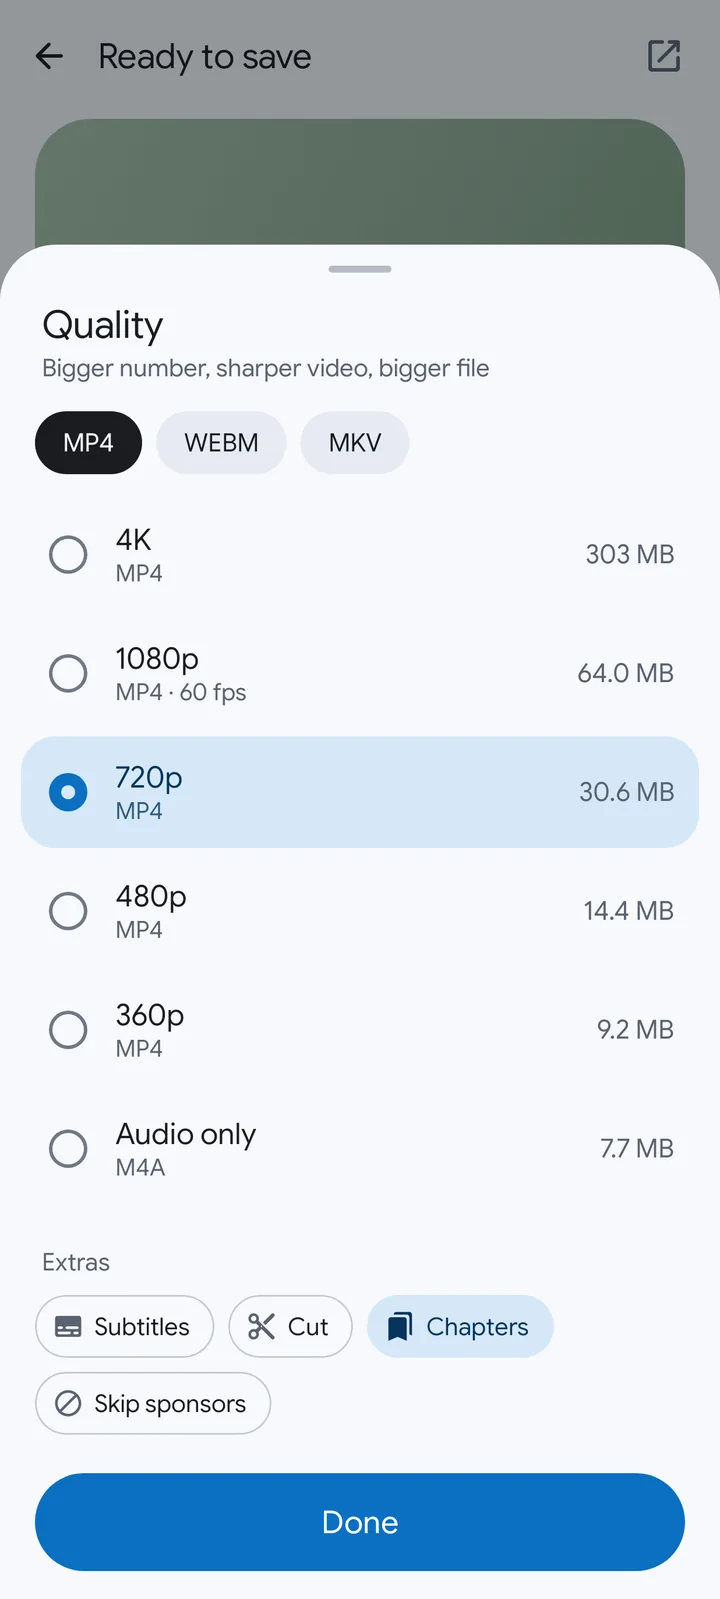 Ready to save
Quality
Bigger number, sharper video, bigger file
MP4 WEBM MKV
4K
MP4
303 MB
1080p
MP4 · 60 fps
64.0 MB
720p
MP4
30.6 MB
480p
MP4
14.4 MB
360p
MP4
9.2 MB
Audio only
M4A
7.7 MB
Extras
Subtitles Cut Chapters
Skip sponsors
Done